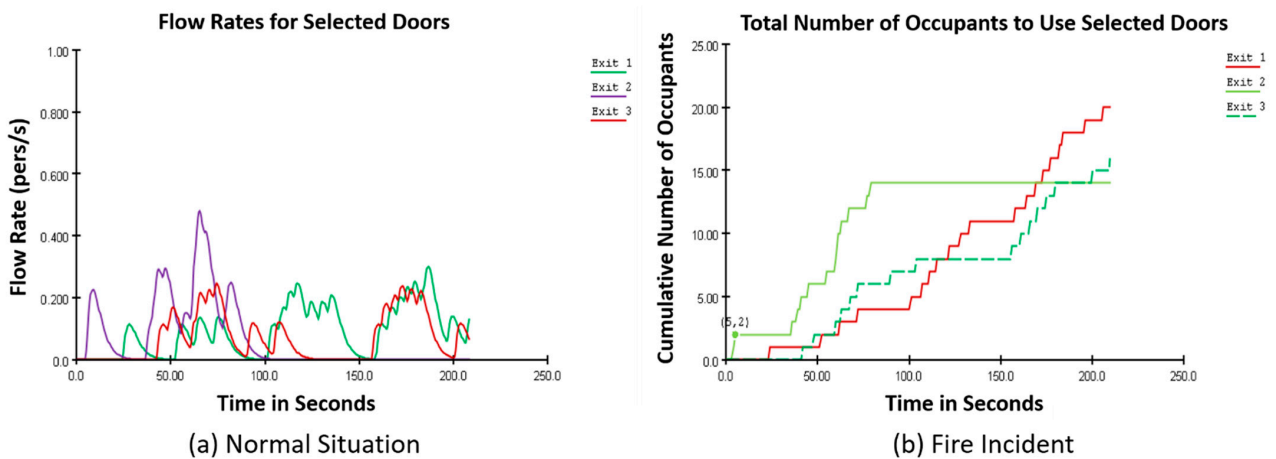 Flow Rates for Selected Doors
1.00
0.800
0.600
0.400
0.200
0.0
Flow Rate (pers/s)
0.0 50.00 100.0 150.0 200.0 250.0
Time in Seconds
Exit 1
Exit 2
Exit 3
(a) Normal Situation
Total Number of Occupants to Use Selected Doors
25.00
20.00
15.00
10.00
5.00
0.0
Cumulative Number of Occupants
(5,2)
0.0 50.00 100.0 150.0 200.0 250.0
Time in Seconds
Exit 1
Exit 2
Exit 3
(b) Fire Incident